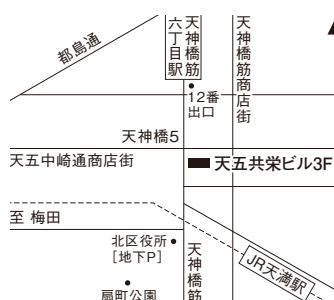 都島通
天神橋筋
六丁目駅
天神橋筋商店街
12番
出口
天神橋5
天五中崎通商店街
天五共栄ビル3F
至 梅田
北区役所
[地下P]
天神橋筋
JR天満駅
扇町公園